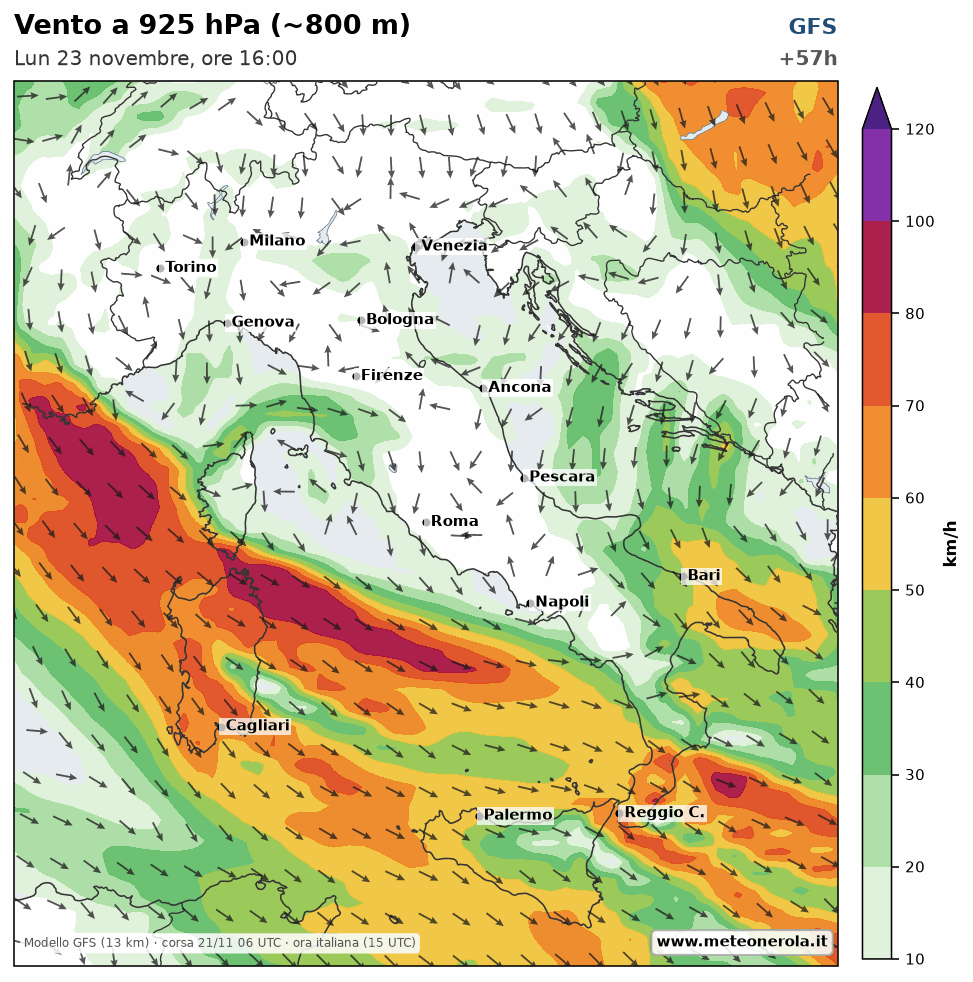 Vento a 925 hPa (~800 m)
GFS
Lun 23 novembre, ore 16:00
+57h
120
100
80
70
60
50
40
30
20
10
km/h
Milano
Venezia
Torino
Genova
Bologna
Firenze
Ancona
Pescara
Roma
Bari
Napoli
Cagliari
Palermo
Reggio C.
Modello GFS (13 km) · corsa 21/11 06 UTC · ora italiana (15 UTC)
www.meteonerola.it